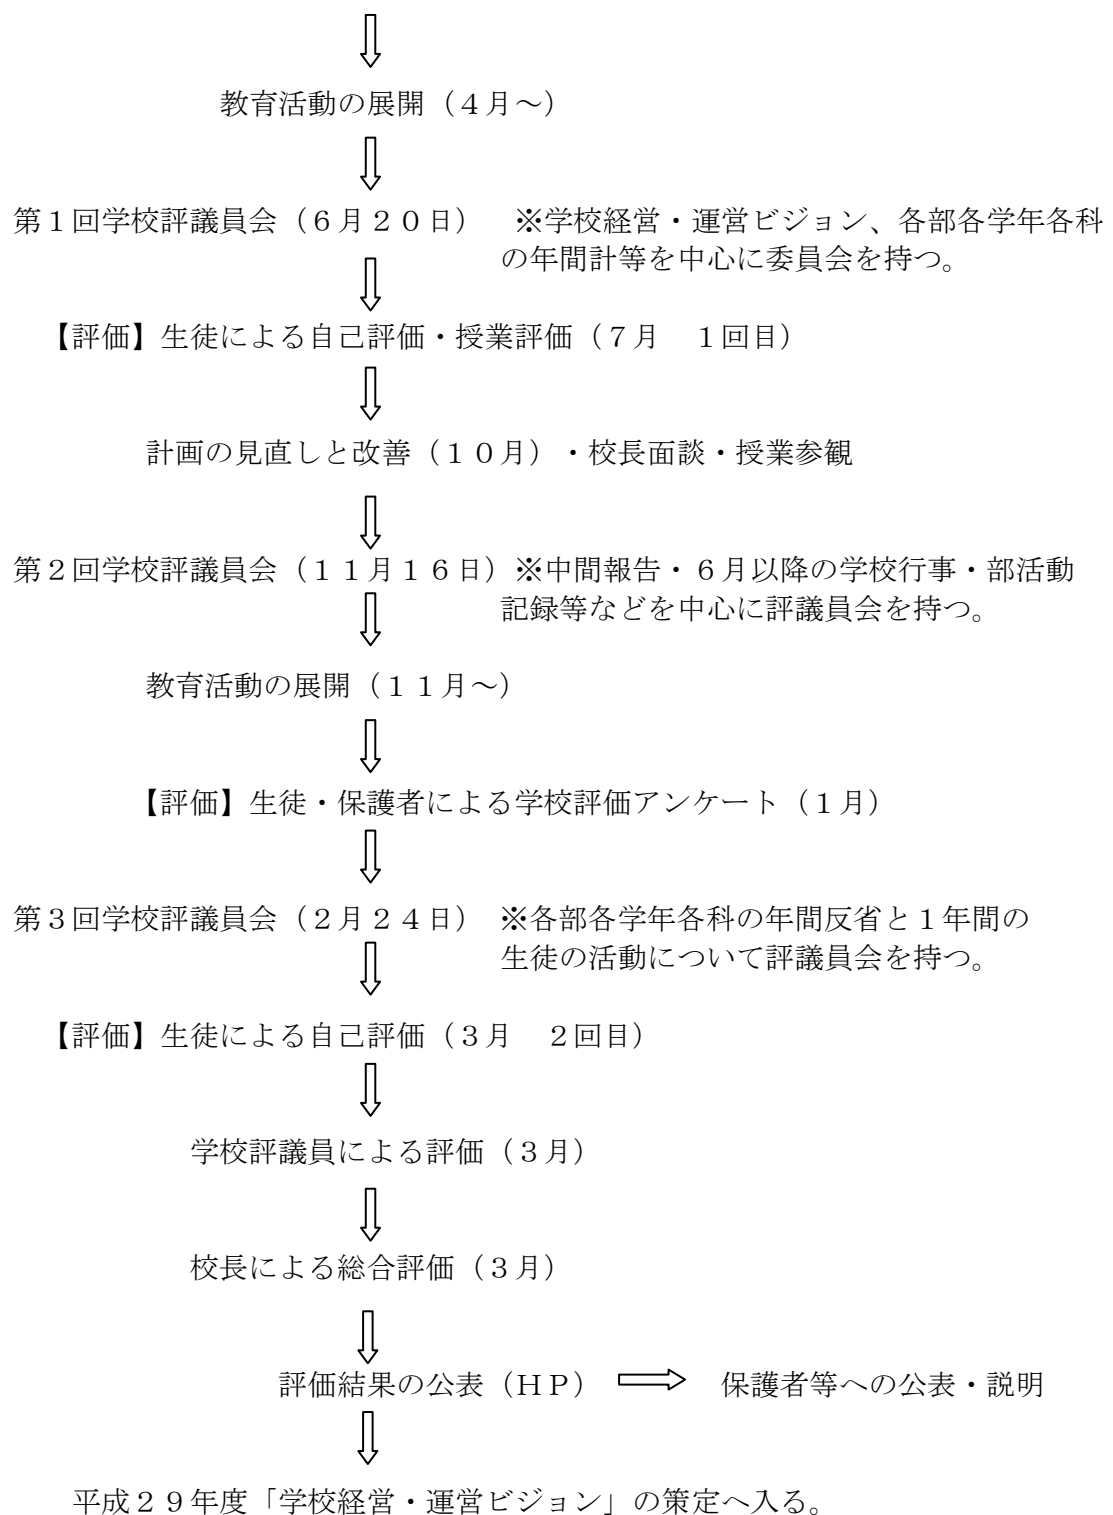 教育活動の展開（４月～）
第１回学校評議員会（６月２０日）　※学校経営・運営ビジョン、各部各学年各科
の年間計等を中心に委員会を持つ。
【評価】生徒による自己評価・授業評価（７月　１回目）
計画の見直しと改善（１０月）・校長面談・授業参観
第２回学校評議員会（１１月１６日）※中間報告・６月以降の学校行事・部活動
記録等などを中心に評議員会を持つ。
教育活動の展開（１１月～）
【評価】生徒・保護者による学校評価アンケート（１月）
第３回学校評議員会（２月２４日）　※各部各学年各科の年間反省と１年間の
生徒の活動について評議員会を持つ。
【評価】生徒による自己評価（３月　２回目）
学校評議員による評価（３月）
校長による総合評価（３月）
評価結果の公表（ＨＰ）　保護者等への公表・説明
平成２９年度「学校経営・運営ビジョン」の策定へ入る。